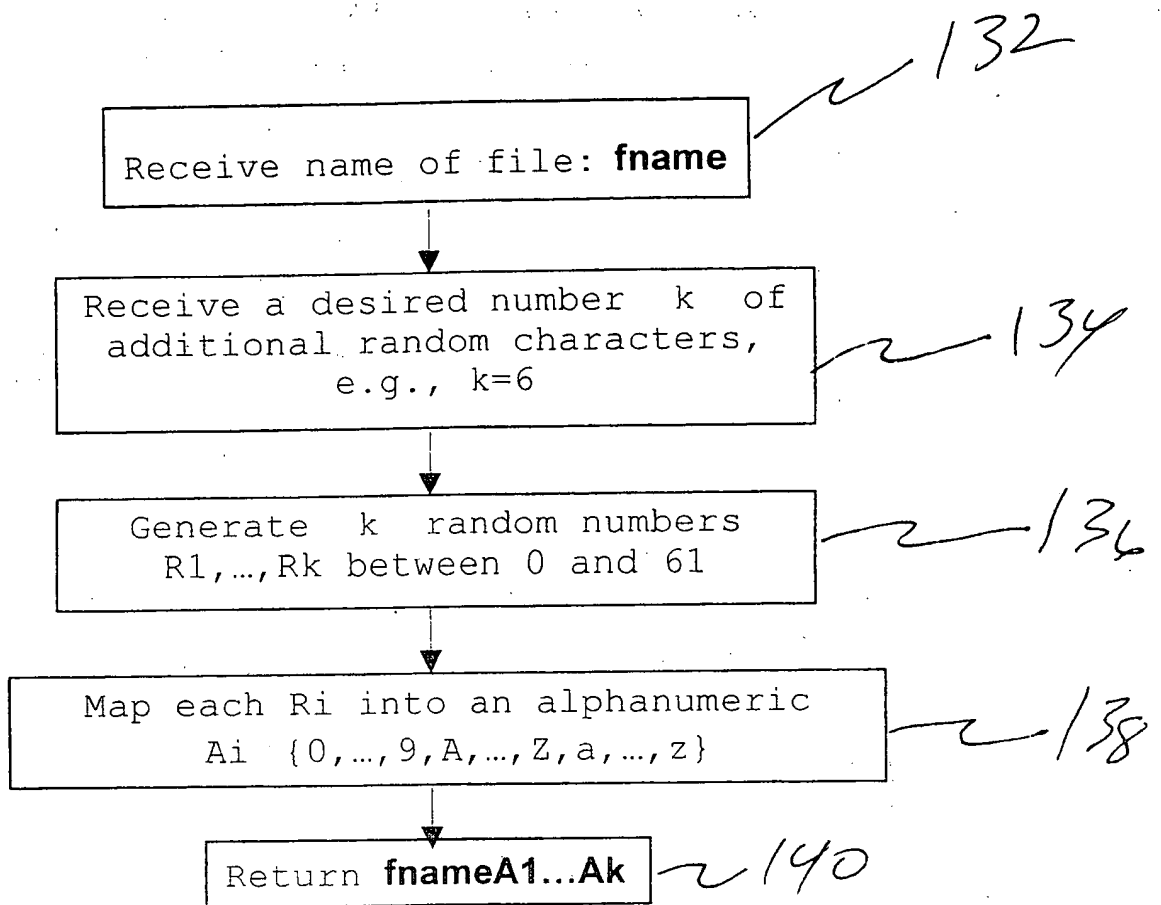 132
Receive name of file: fname
Receive a desired number k of
additional random characters,
e.g., k=6
134
Generate k random numbers
R1,…,Rk between 0 and 61
136
Map each Ri into an alphanumeric
Ai {0,…,9,A,…,Z,a,…,z}
138
Return fnameA1...Ak
140